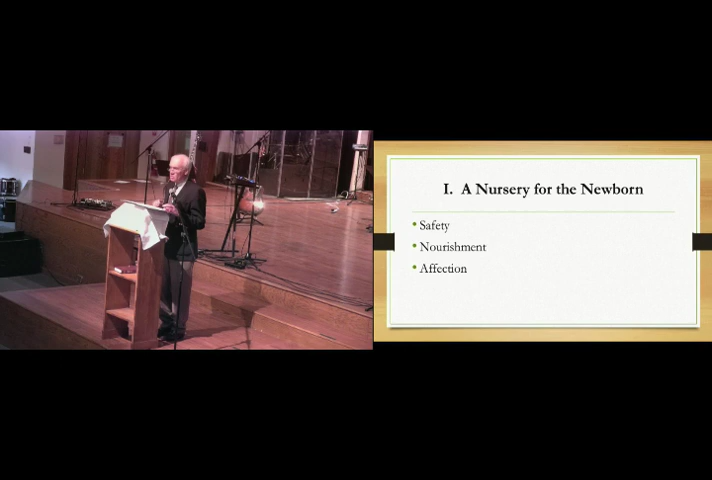 I. A Nursery for the Newborn
• Safety
• Nourishment
• Affection